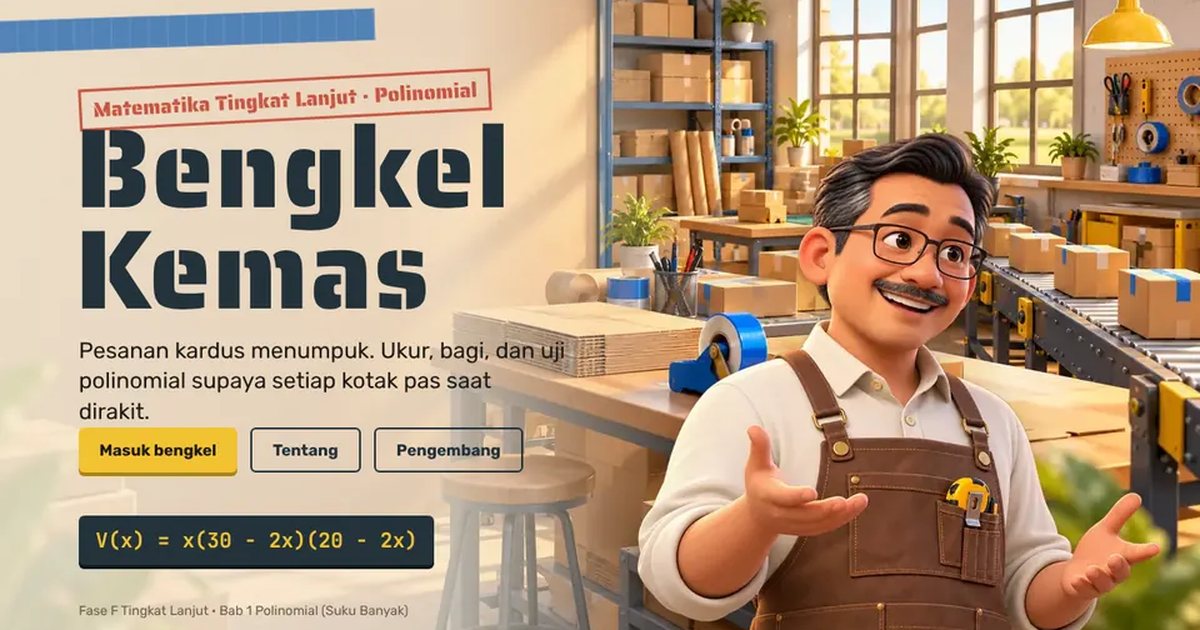 Matematika Tingkat Lanjut · Polinomial
Bengkel
Kemas
Pesanan kardus menumpuk. Ukur, bagi, dan uji
polinomial supaya setiap kotak pas saat
dirakit.
Masuk bengkel
Tentang
Pengembang
V(x) = x(30 - 2x)(20 - 2x)
Fase F Tingkat Lanjut · Bab 1 Polinomial (Suku Banyak)